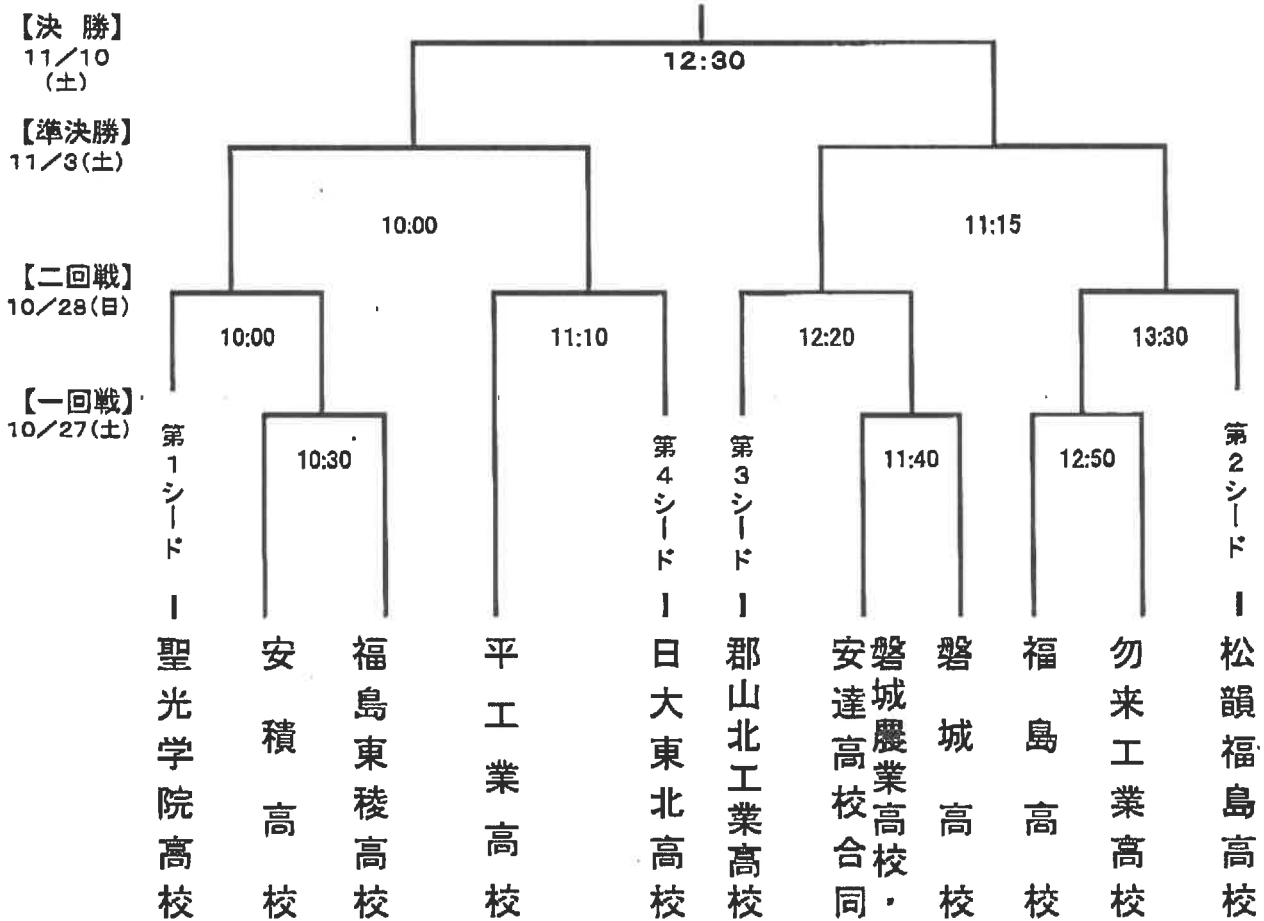 【決 勝】
11/10
(土)
12:30
【準決勝】
11/3(土)
10:00
11:15
【二回戦】
10/28(日)
10:00
11:10
12:20
13:30
【一回戦】
10/27(土)
10:30
11:40
12:50
第1シード
聖光学院高校
安積高校
福島東稜高校
平工業高校
第4シード
日大東北高校
第3シード
郡山北工業高校
磐城農業高校・
安達高校合同
磐城高校
福島高校
勿来工業高校
第2シード
松韻福島高校